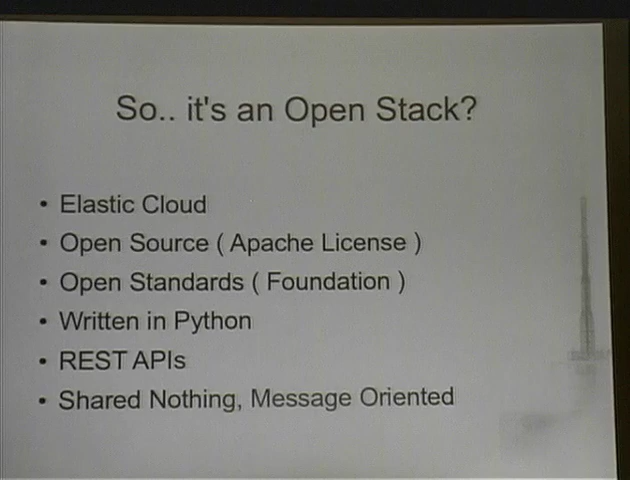 So.. it's an Open Stack?
• Elastic Cloud
• Open Source ( Apache License )
• Open Standards ( Foundation )
• Written in Python
• REST APIs
• Shared Nothing, Message Oriented